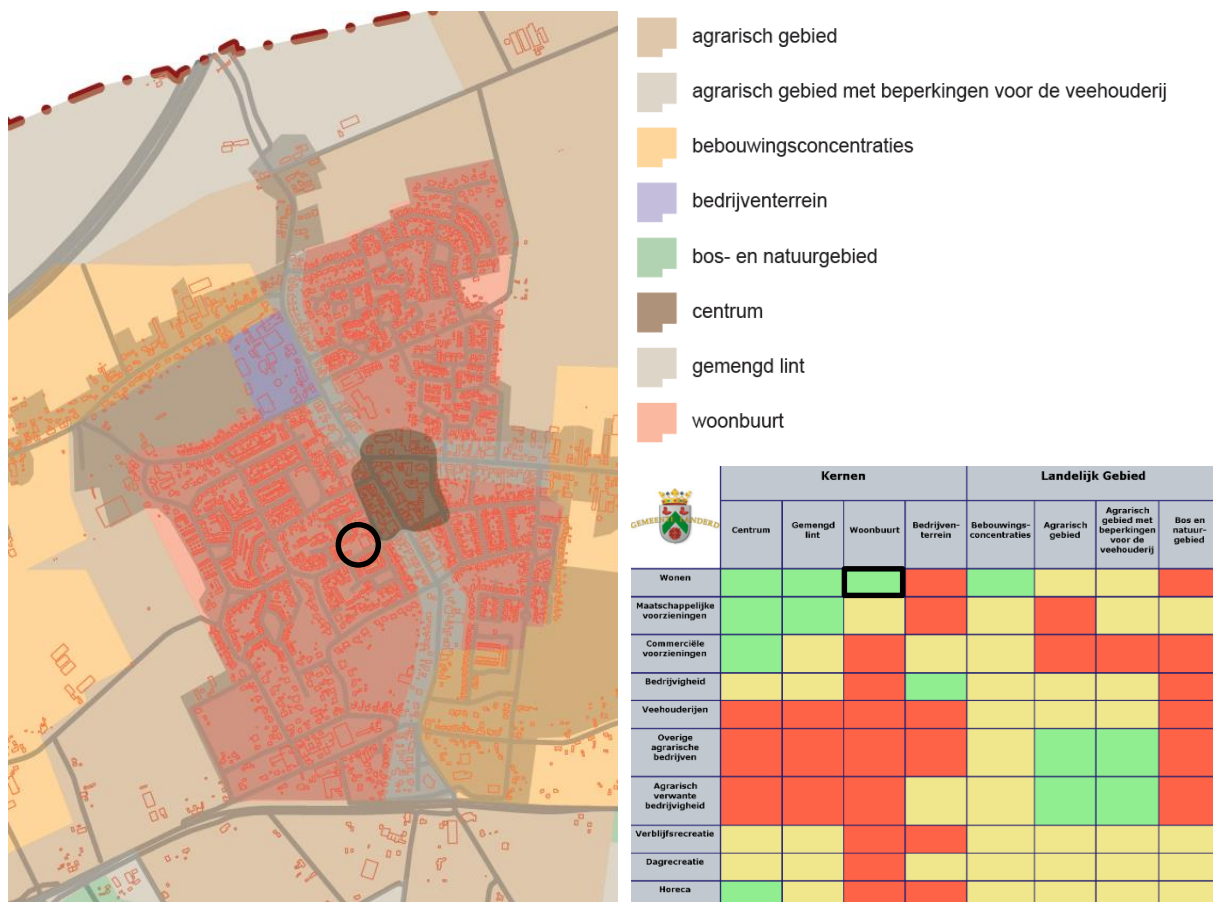 agrarisch gebied
agrarisch gebied met beperkingen voor de veehouderij
bebouwingsconcentraties
bedrijventerrein
bos- en natuurgebied
centrum
gemengd lint
woonbuurt
Kernen
Landelijk Gebied
Centrum
Gemengd
lint
Woonbuurt
Bedrijven-
terrein
Bebouwings-
concentraties
Agrarisch
gebied
Agrarisch
gebied met
beperkingen
voor de
veehouderij
Bos en
natuur-
gebied
Wonen
Maatschappelijke
voorzieningen
Commerciële
voorzieningen
Bedrijvigheid
Veehouderijen
Overige
agrarische
bedrijven
Agrarisch
verwante
bedrijvigheid
Verblijfsrecreatie
Dagrecreatie
Horeca